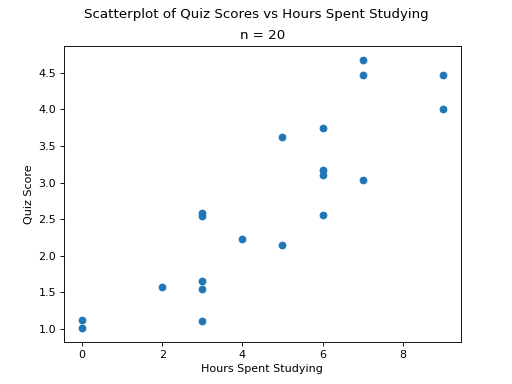 Scatterplot of Quiz Scores vs Hours Spent Studying
n = 20
4.5
4.0
3.5
3.0
2.5
2.0
1.5
1.0
Quiz Score
0 2 4 6 8
Hours Spent Studying